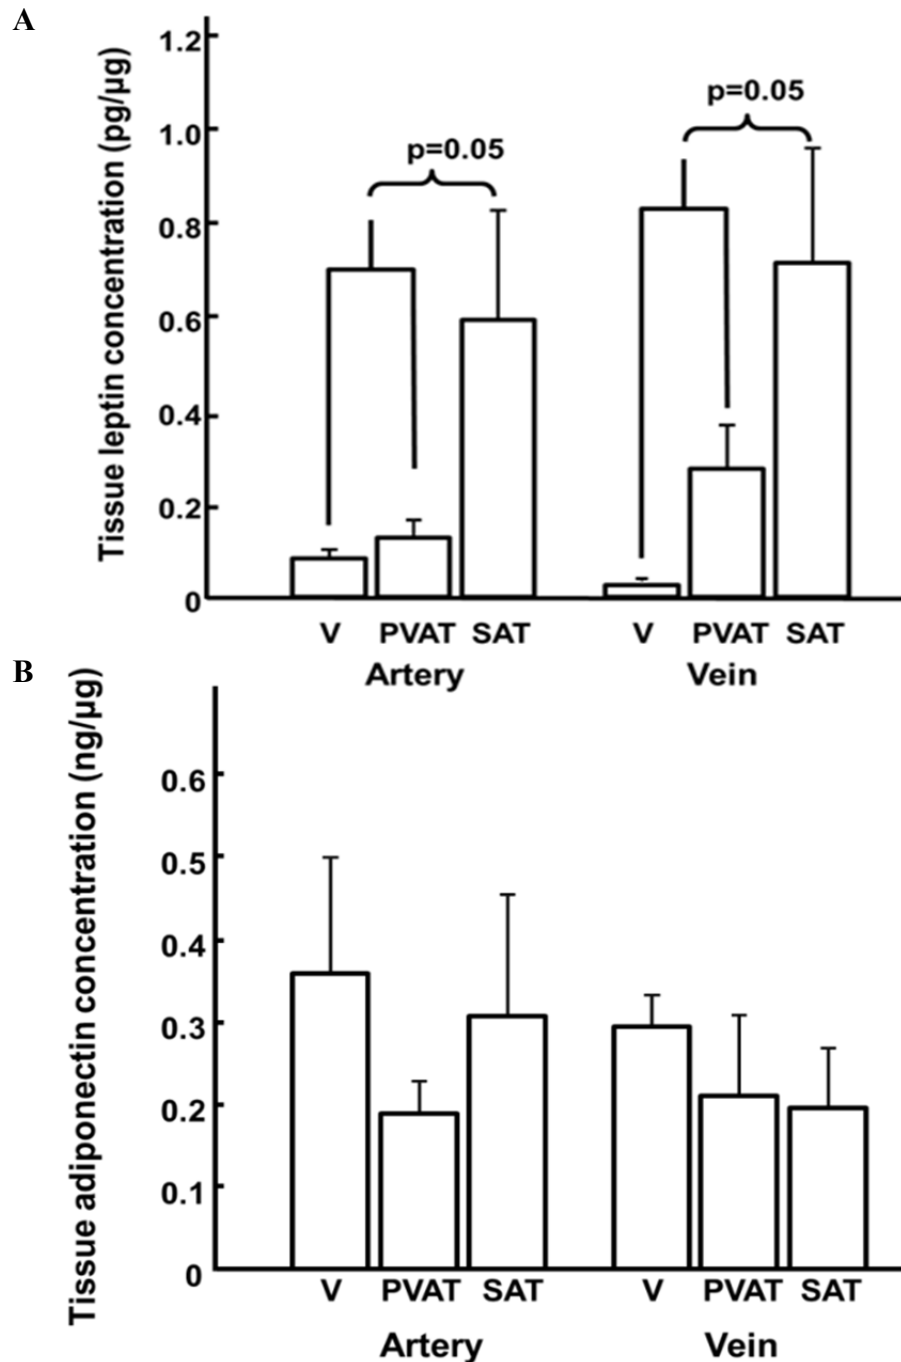 A
Tissue leptin concentration (pg/µg)
1.2
1.0
0.8
0.6
0.4
0.2
0
p=0.05
p=0.05
V PVAT SAT V PVAT SAT
Artery Vein
B
Tissue adiponectin concentration (ng/µg)
0.6
0.5
0.4
0.3
0.2
0.1
0
V PVAT SAT V PVAT SAT
Artery Vein